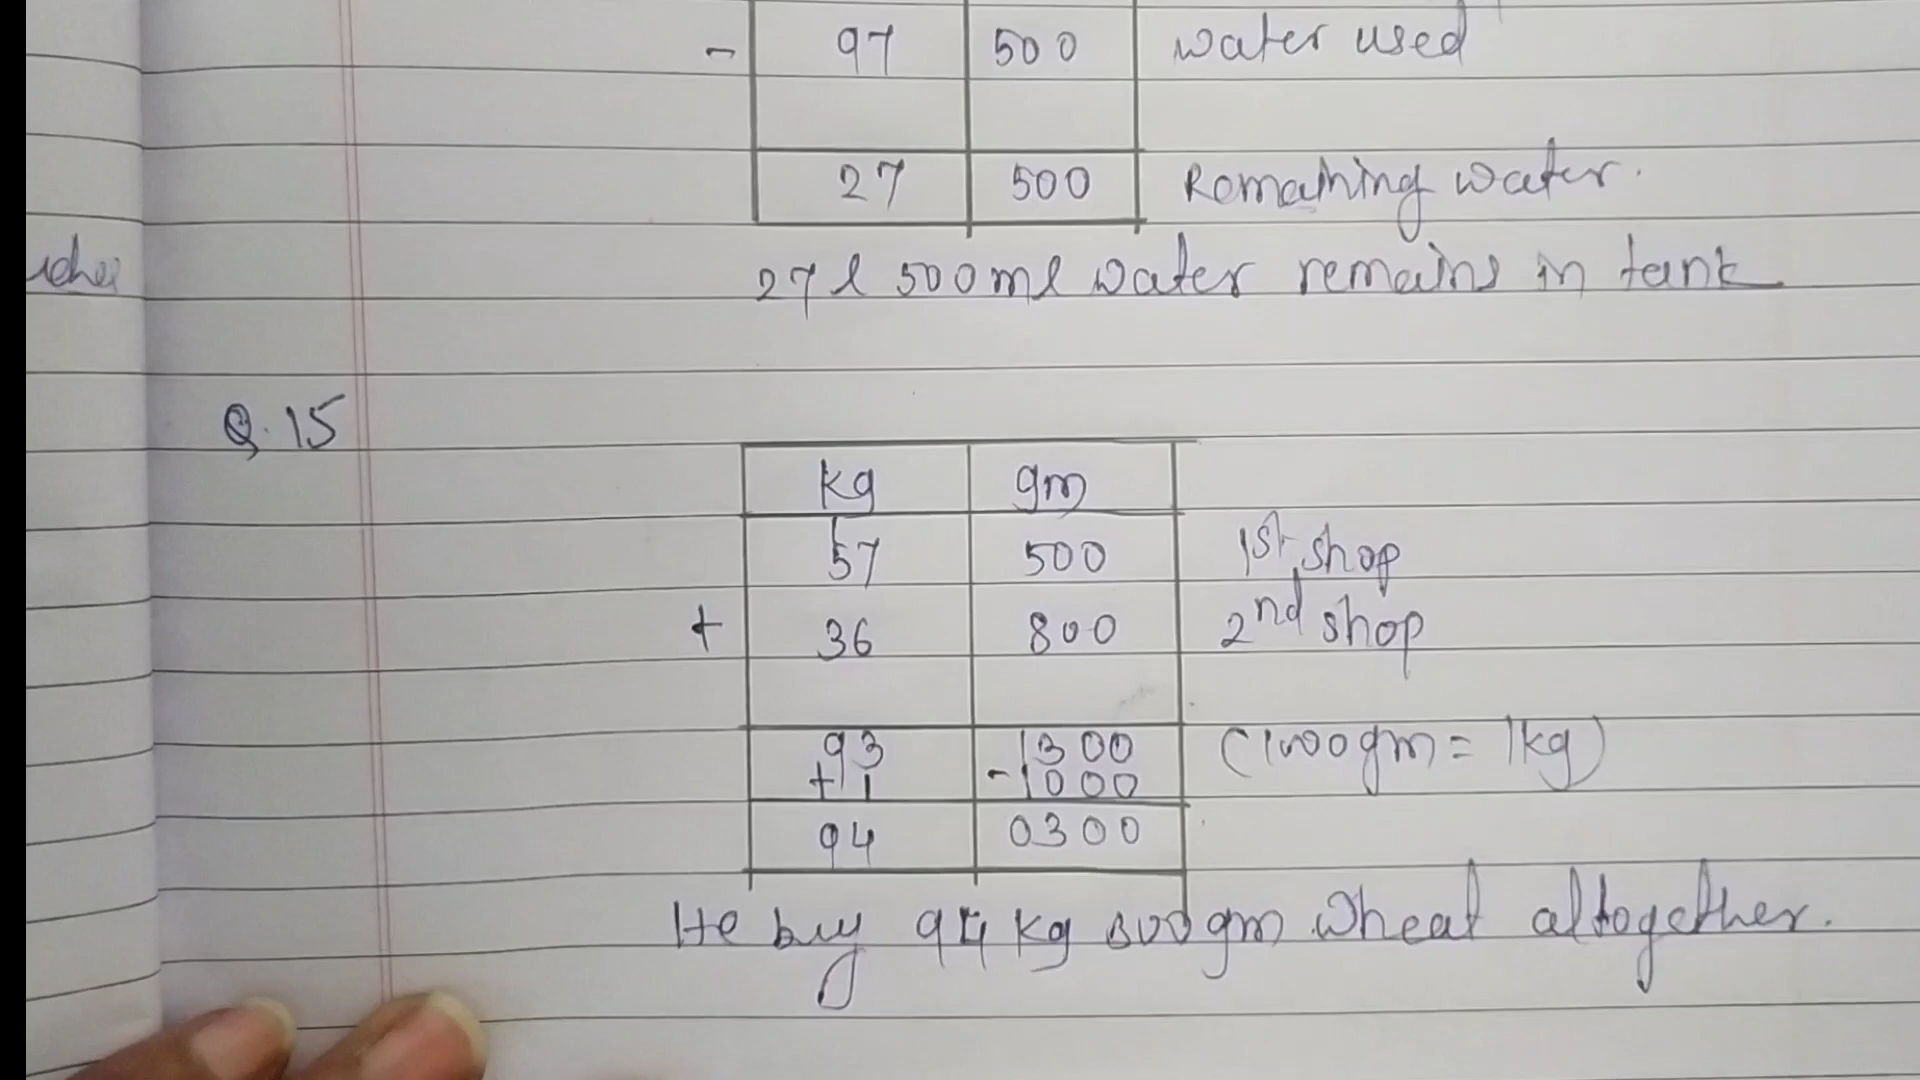 - 97 500 water used
27 500 Remaining water.
27 l 500 ml water remains in tank
Q. 15
kg gm
57 500 1st shop
+ 36 800 2nd shop
93 1300 (1000gm = 1kg)
+ 1 - 1000
94 0300
He buy 94 kg 300 gm wheat altogether.